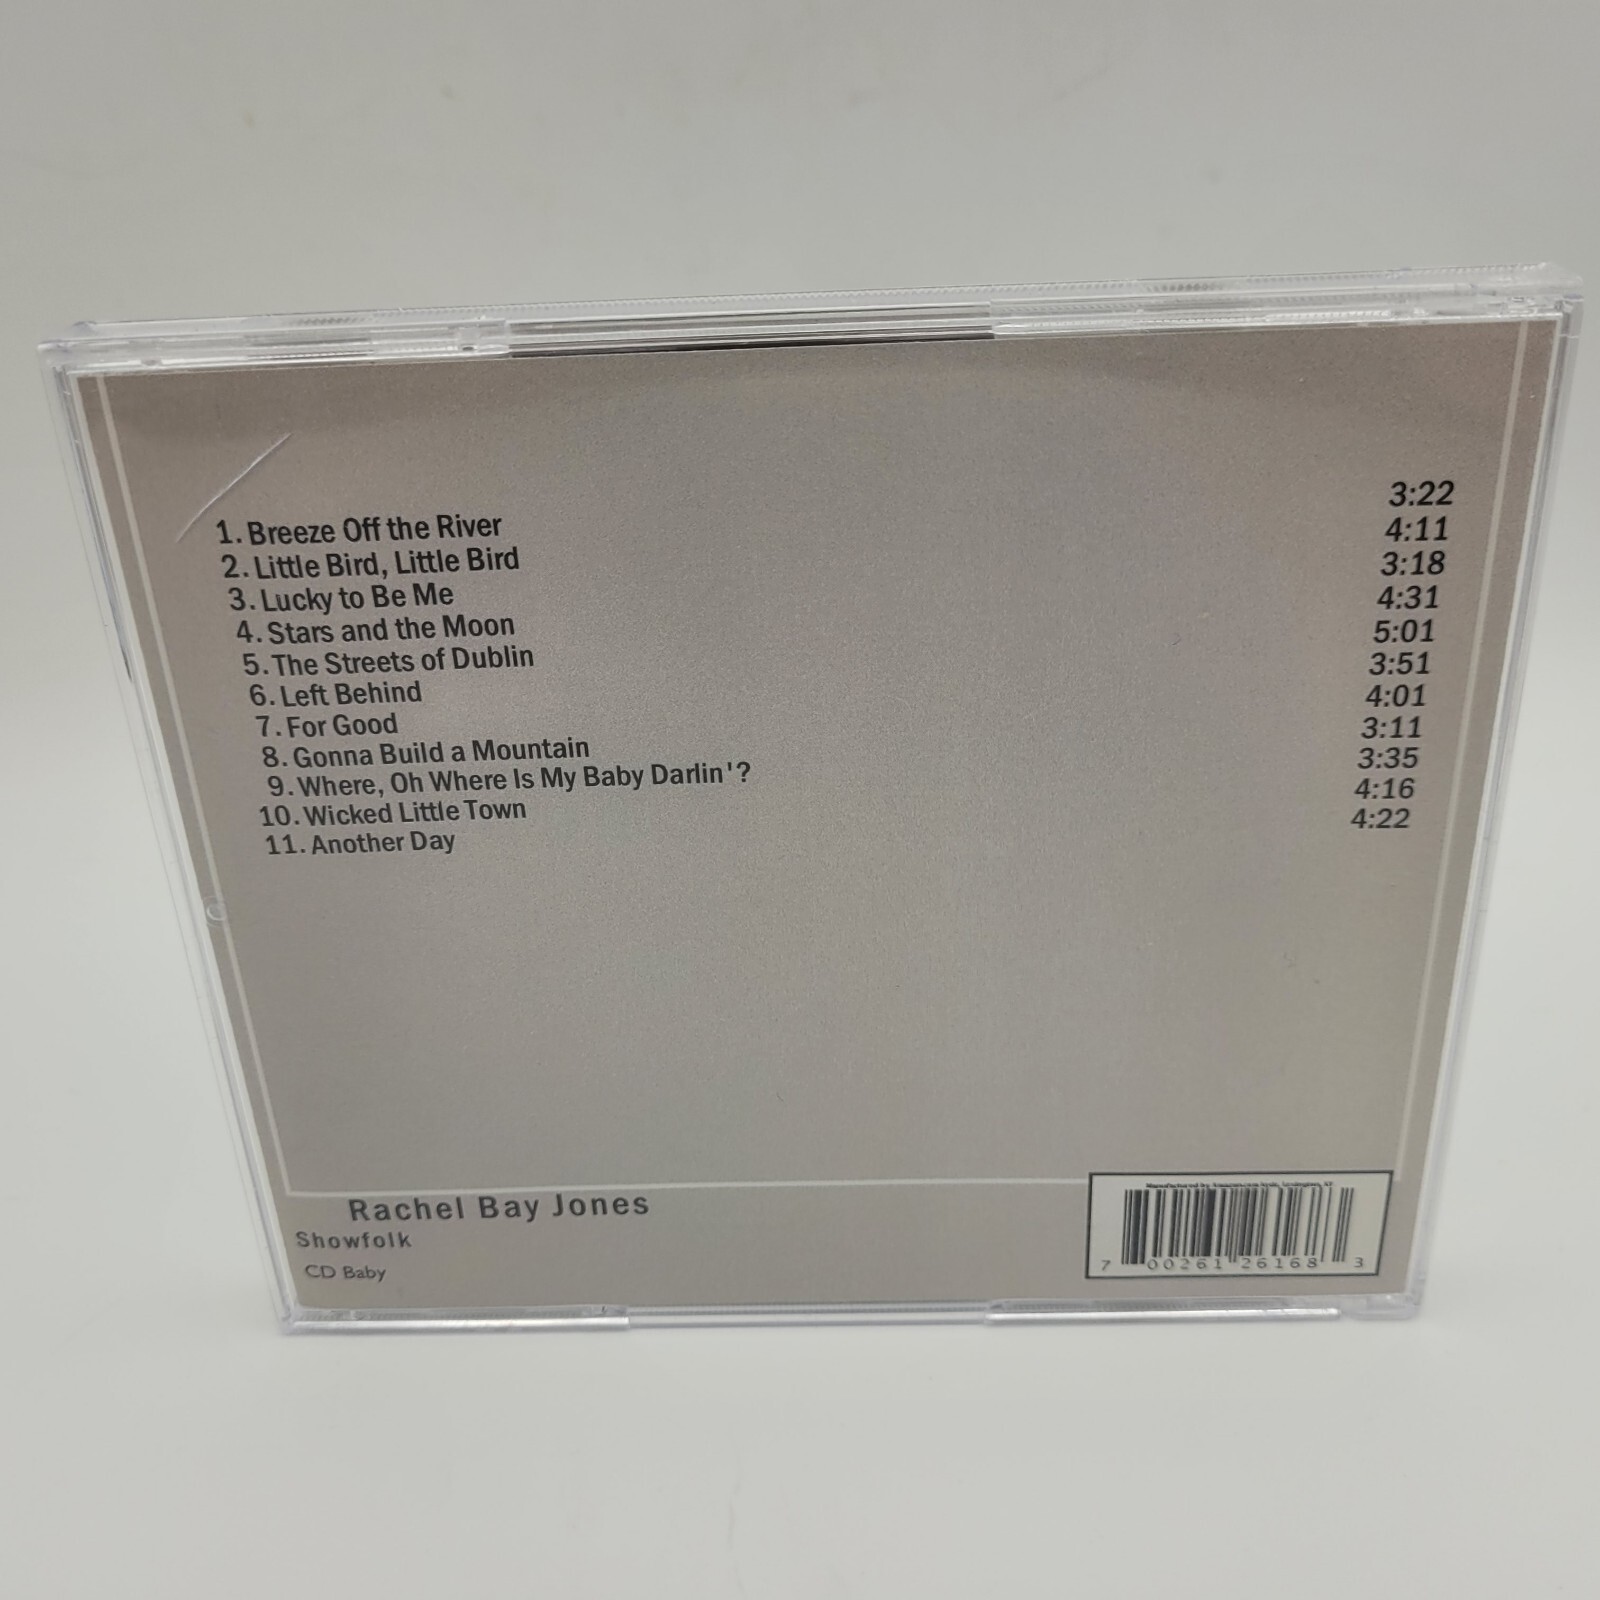 1. Breeze Off the River 3:22
2. Little Bird, Little Bird 4:11
3. Lucky to Be Me 3:18
4. Stars and the Moon 4:31
5. The Streets of Dublin 5:01
6. Left Behind 3:51
7. For Good 4:01
8. Gonna Build a Mountain 3:11
9. Where, Oh Where Is My Baby Darlin'? 3:35
10. Wicked Little Town 4:16
11. Another Day 4:22
Rachel Bay Jones
Showfolk
CD Baby
Manufactured by Amazon.com
7 00261 26168 3